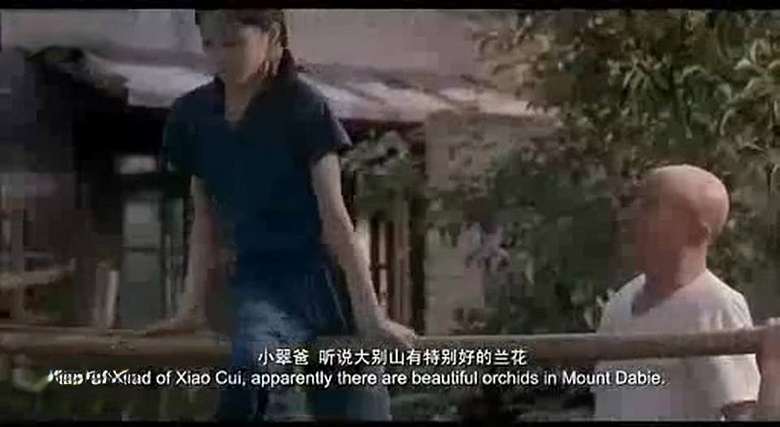 小翠爸 听说大别山有特别好的兰花
of Xiao Cui, apparently there are beautiful orchids in Mount Dabie.